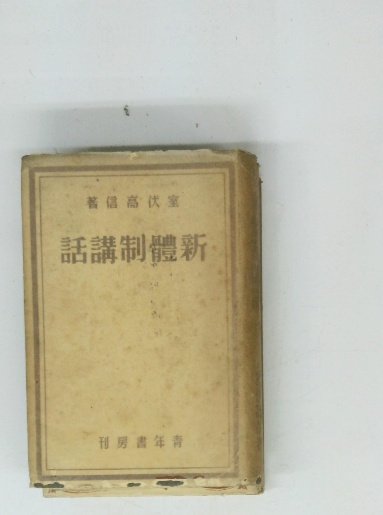 室伏高信著
新體制講話
青年書房刊